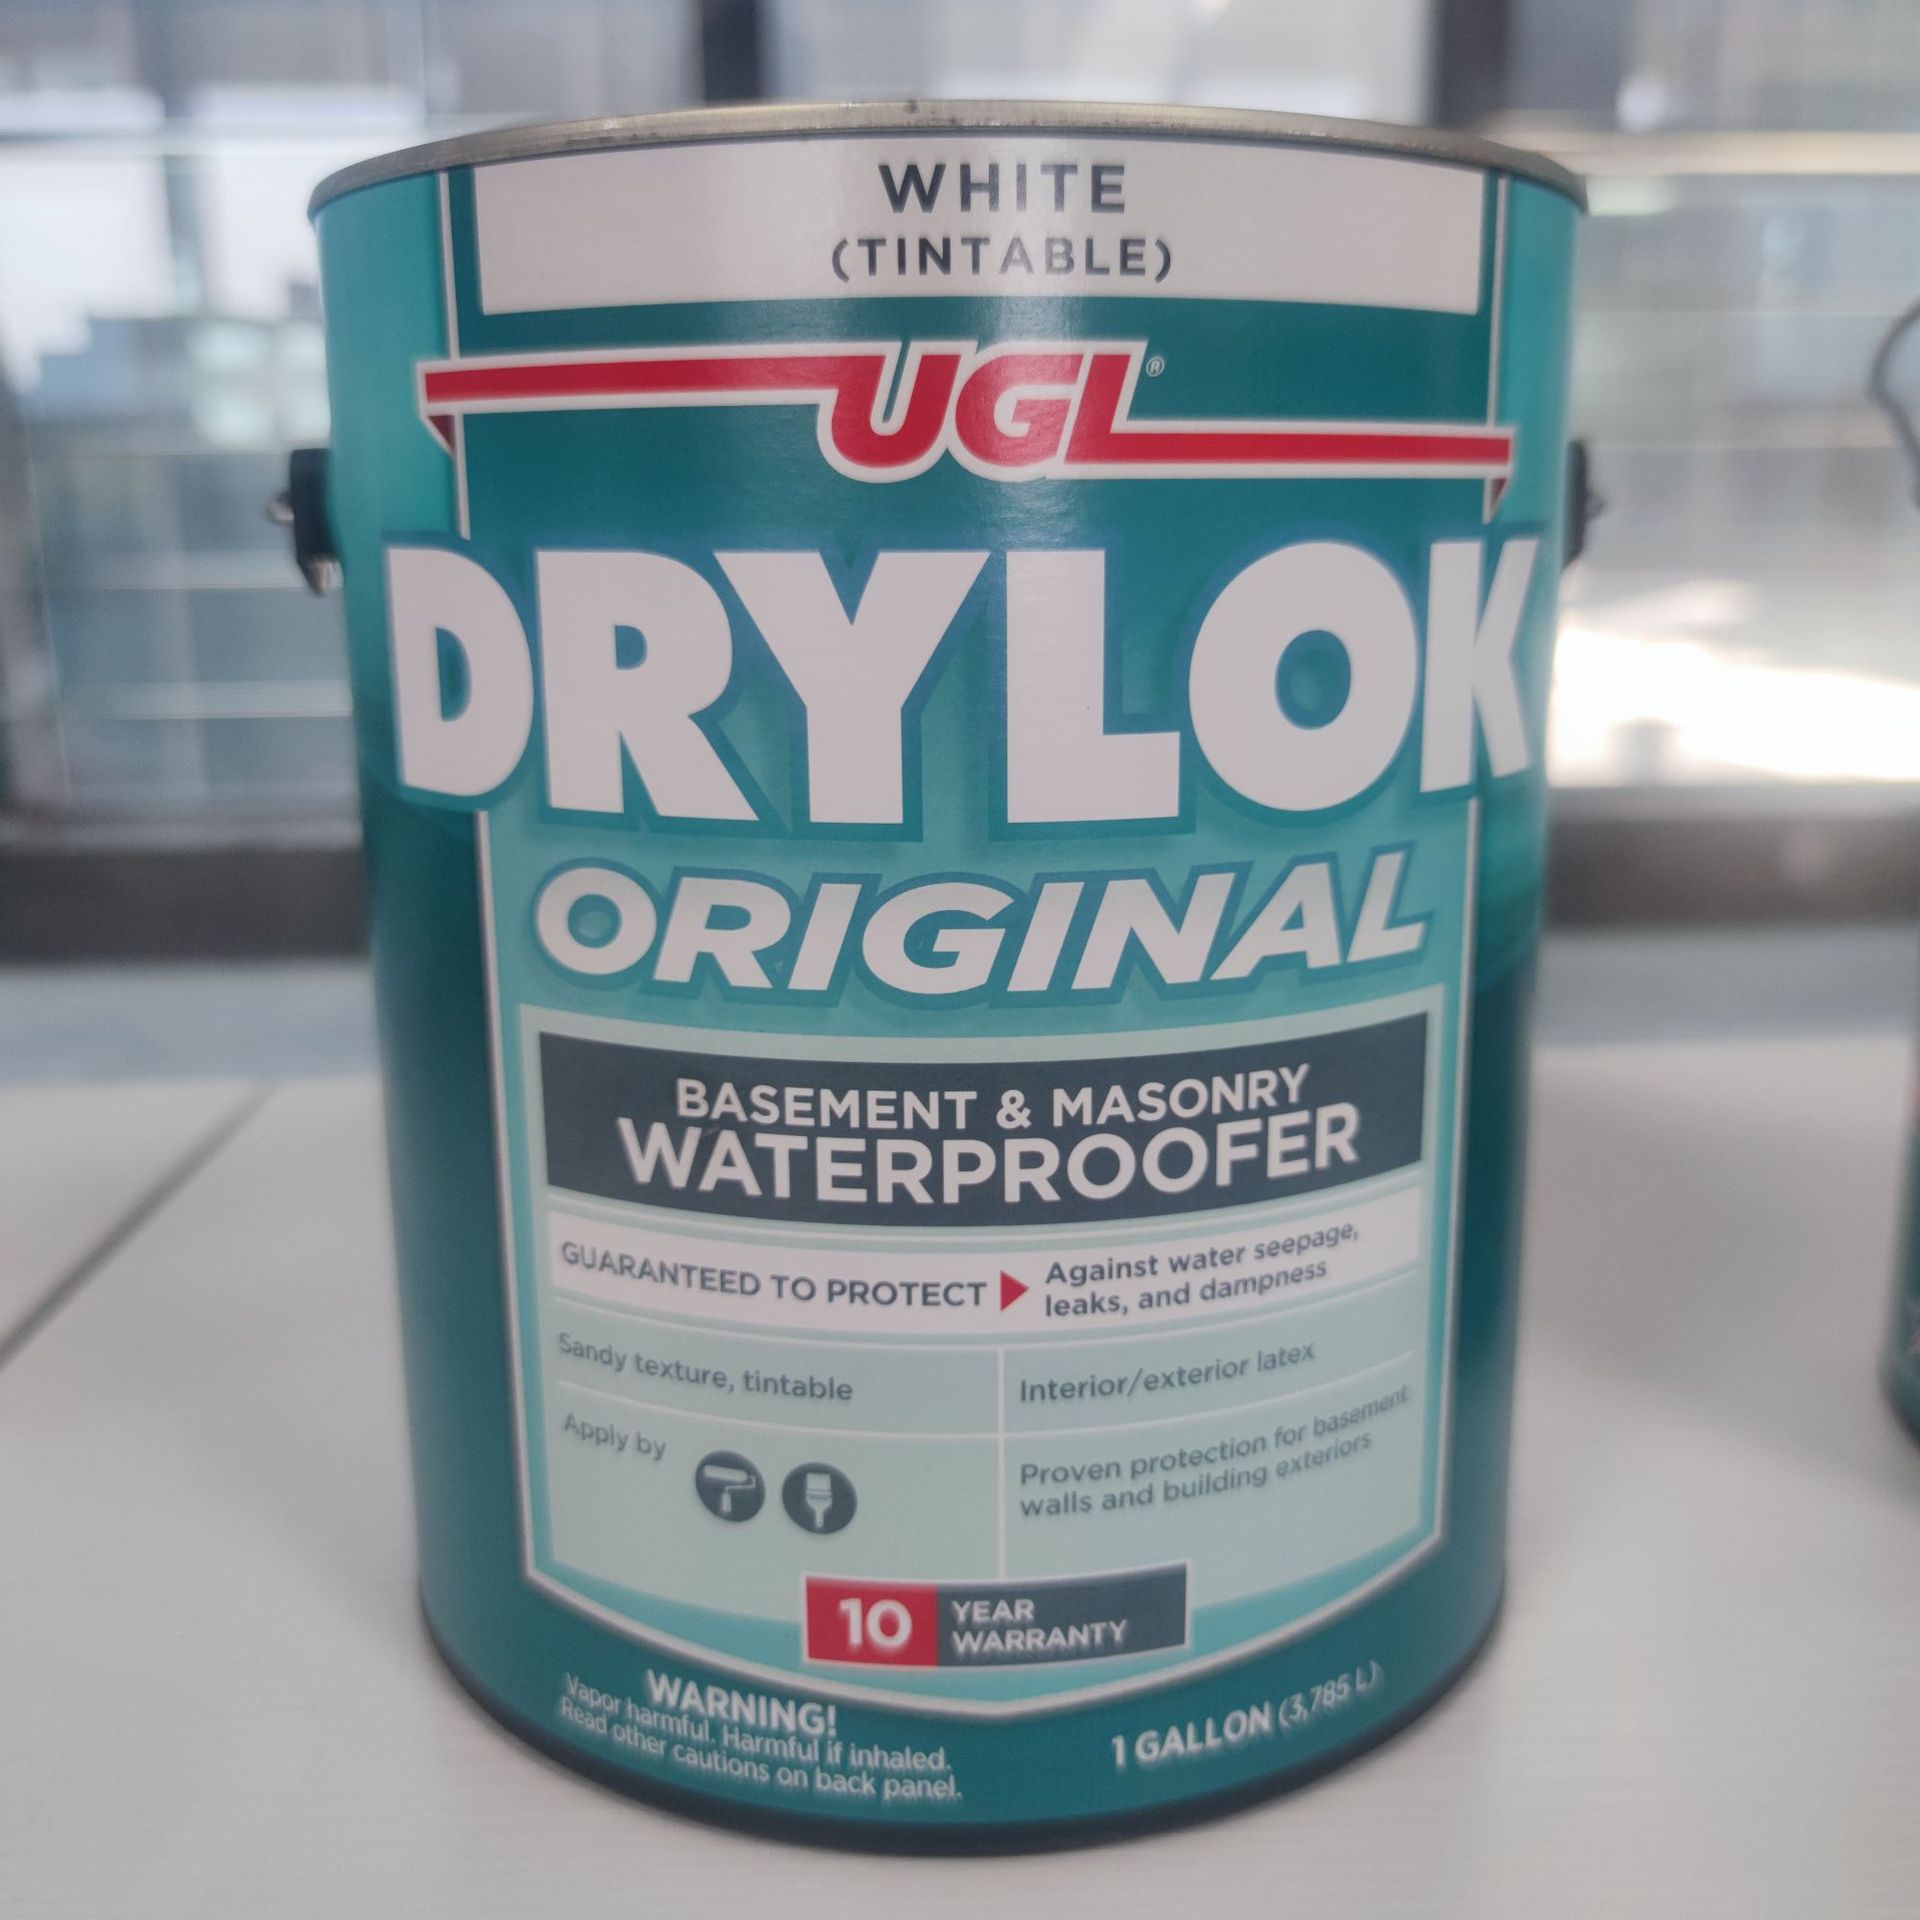 WHITE
(TINTABLE)
UGL®
DRYLOK
ORIGINAL
BASEMENT & MASONRY
WATERPROOFER
GUARANTEED TO PROTECT
Against water seepage,
leaks, and dampness
Sandy texture, tintable
Interior/exterior latex
Apply by
Proven protection for basement
walls and building exteriors
10 YEAR
WARRANTY
WARNING!
Vapor harmful. Harmful if inhaled.
Read other cautions on back panel.
1 GALLON (3,785 L)